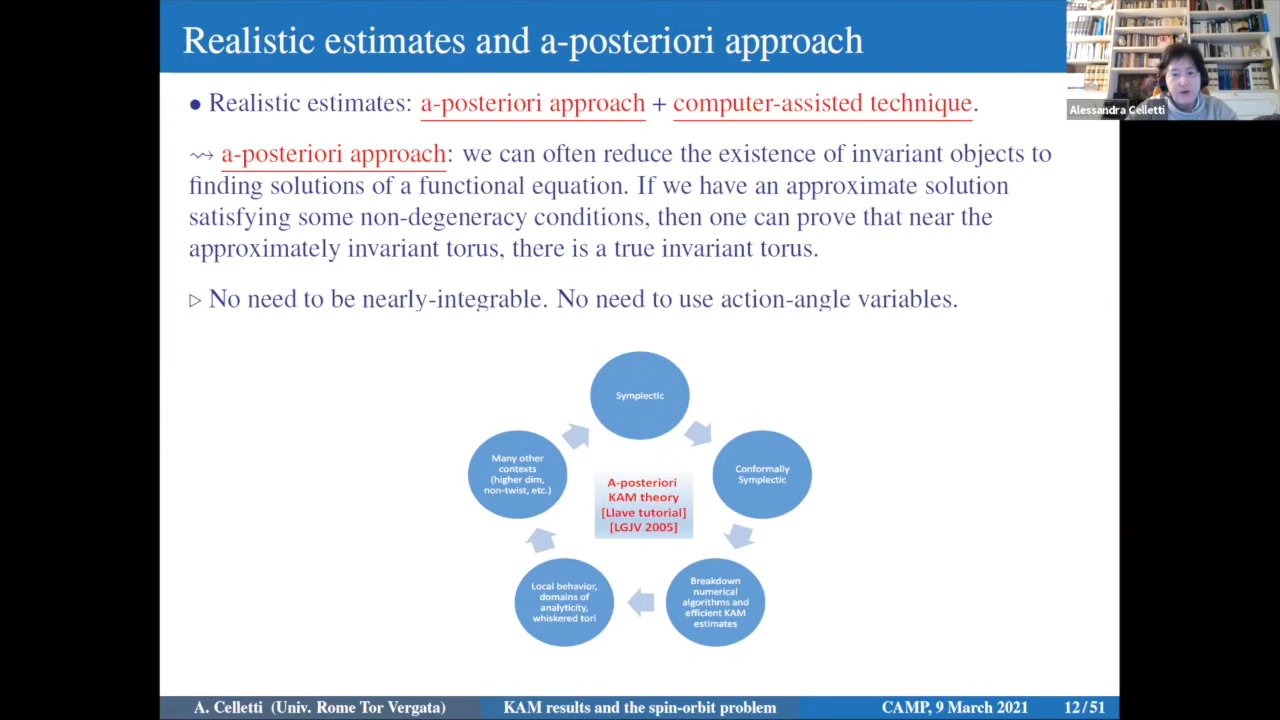 Realistic estimates and a-posteriori approach
Alessandra Celletti
• Realistic estimates: a-posteriori approach + computer-assisted technique.
⇝ a-posteriori approach: we can often reduce the existence of invariant objects to
finding solutions of a functional equation. If we have an approximate solution
satisfying some non-degeneracy conditions, then one can prove that near the
approximately invariant torus, there is a true invariant torus.
▷ No need to be nearly-integrable. No need to use action-angle variables.
Symplectic
Conformally
Symplectic
Breakdown
numerical
algorithms and
efficient KAM
estimates
Local behavior,
domains of
analyticity,
whiskered tori
Many other
contexts
(higher dim,
non-twist, etc.)
A-posteriori
KAM theory
[Llave tutorial]
[LGJV 2005]
A. Celletti (Univ. Rome Tor Vergata) KAM results and the spin-orbit problem CAMP, 9 March 2021 12/51